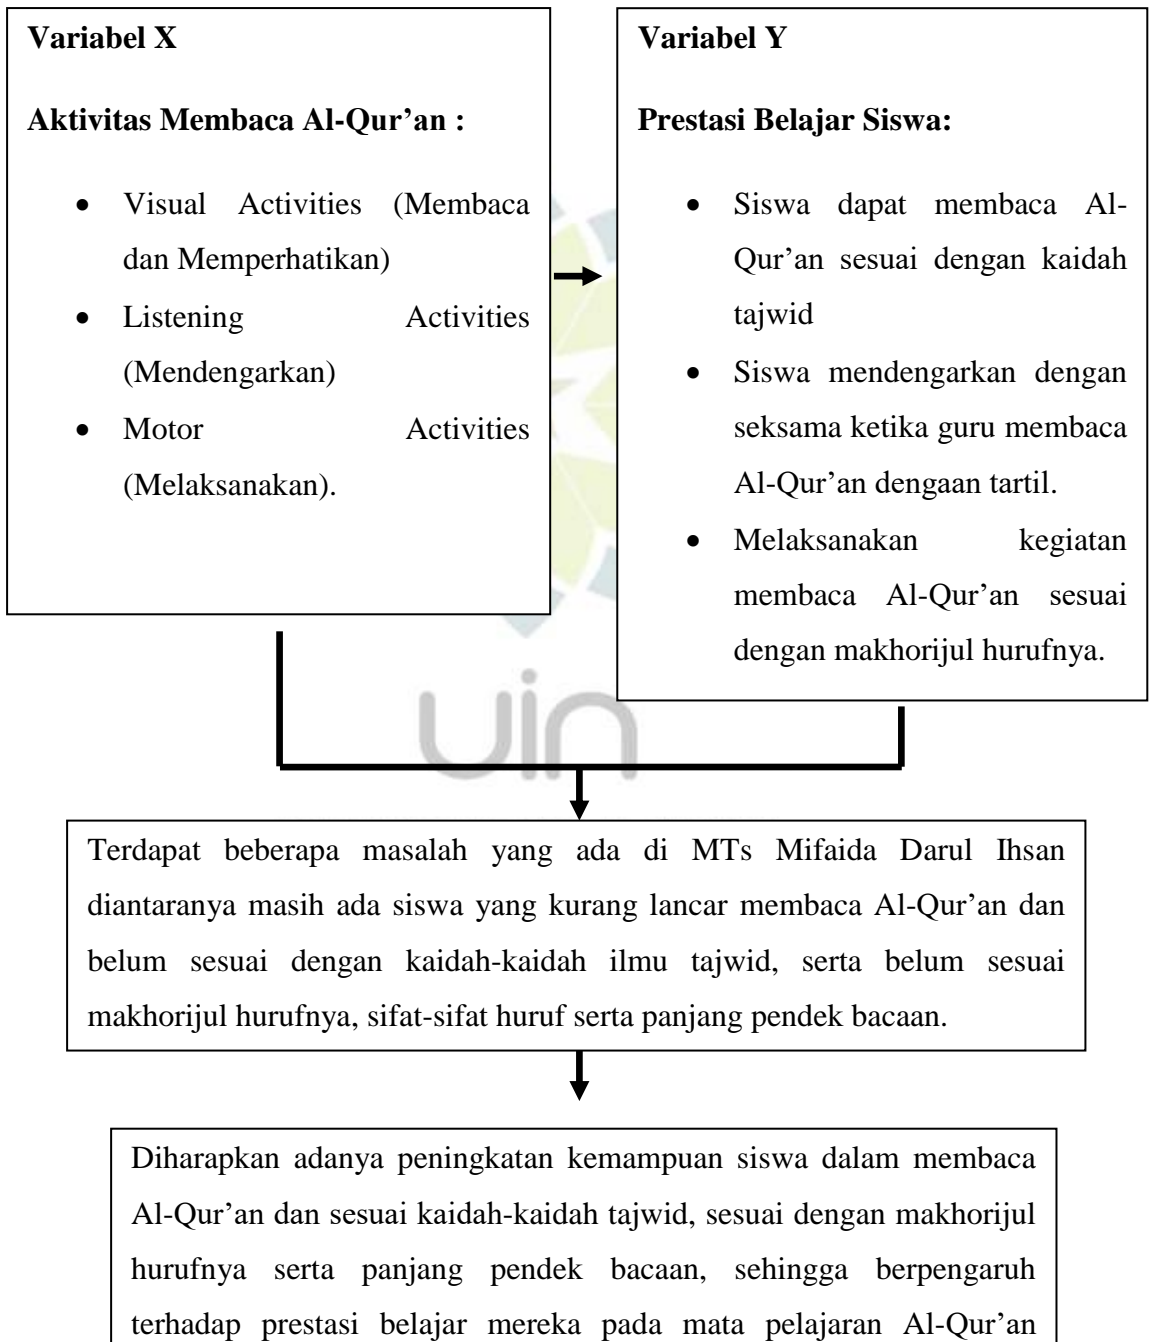 Variabel X
Aktivitas Membaca Al-Qur’an :
• Visual Activities (Membaca
dan Memperhatikan)
• Listening Activities
(Mendengarkan)
• Motor Activities
(Melaksanakan).
Variabel Y
Prestasi Belajar Siswa:
• Siswa dapat membaca Al-
Qur’an sesuai dengan kaidah
tajwid
• Siswa mendengarkan dengan
seksama ketika guru membaca
Al-Qur’an dengaan tartil.
• Melaksanakan kegiatan
membaca Al-Qur’an sesuai
dengan makhorijul hurufnya.
uin
Terdapat beberapa masalah yang ada di MTs Mifaida Darul Ihsan
diantaranya masih ada siswa yang kurang lancar membaca Al-Qur’an dan
belum sesuai dengan kaidah-kaidah ilmu tajwid, serta belum sesuai
makhorijul hurufnya, sifat-sifat huruf serta panjang pendek bacaan.
Diharapkan adanya peningkatan kemampuan siswa dalam membaca
Al-Qur’an dan sesuai kaidah-kaidah tajwid, sesuai dengan makhorijul
hurufnya serta panjang pendek bacaan, sehingga berpengaruh
terhadap prestasi belajar mereka pada mata pelajaran Al-Qur’an